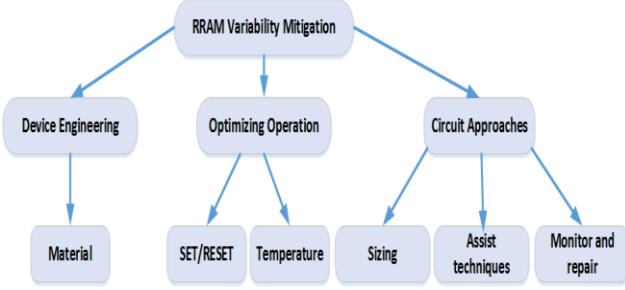 RRAM Variability Mitigation
Device Engineering
Optimizing Operation
Circuit Approaches
Material
SET/RESET
Temperature
Sizing
Assist
techniques
Monitor and
repair